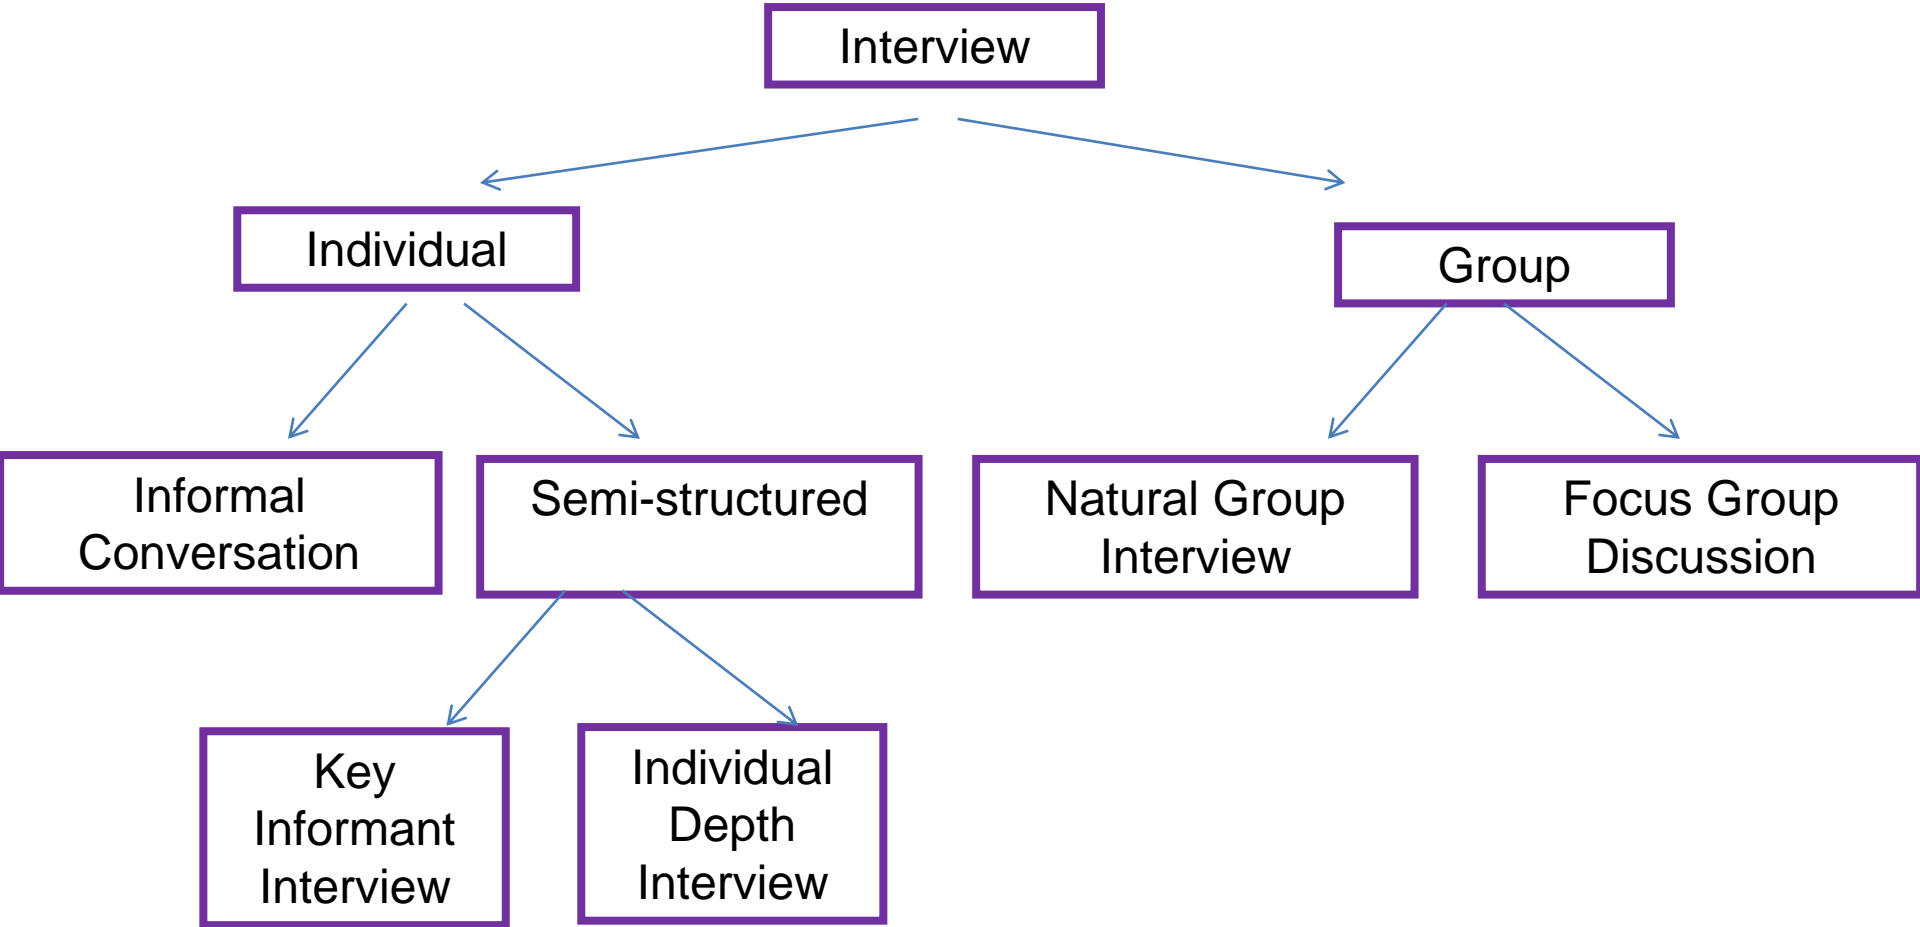 Interview
Individual
Group
Informal
Conversation
Semi-structured
Natural Group
Interview
Focus Group
Discussion
Key
Informant
Interview
Individual
Depth
Interview